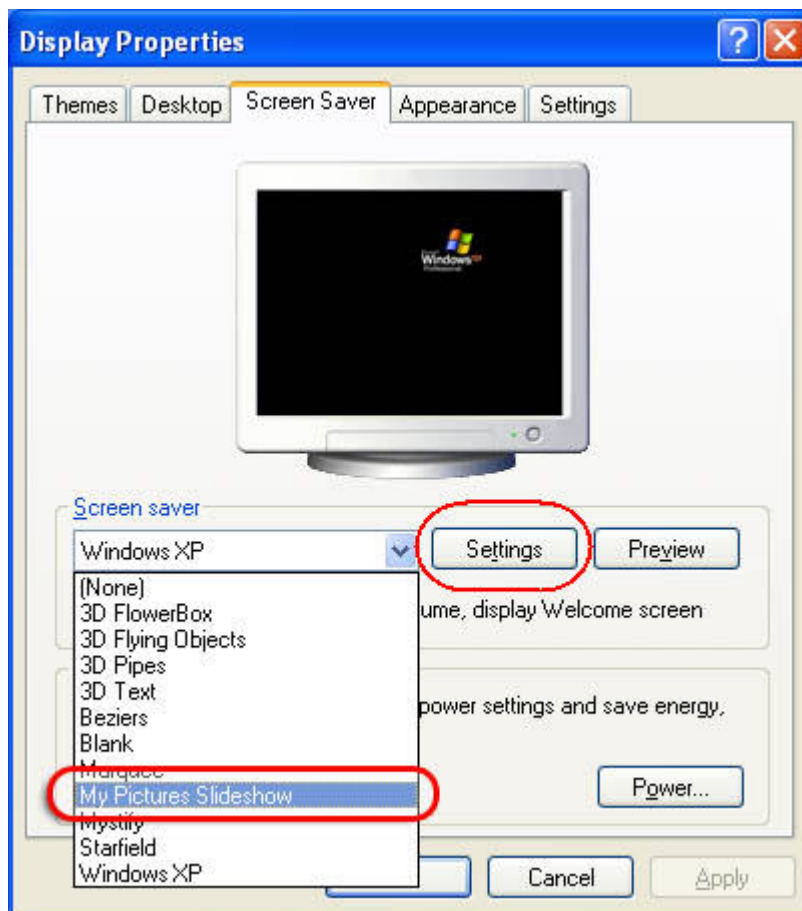 Display Properties
Themes Desktop Screen Saver Appearance Settings
Windows XP
Screen saver
Windows XP Settings Preview
(None)
3D FlowerBox
ume, display Welcome screen
3D Flying Objects
3D Pipes
3D Text
power settings and save energy,
Beziers
Blank
Marquee
My Pictures Slideshow
Power...
Mystify
Starfield
Windows XP
Cancel Apply